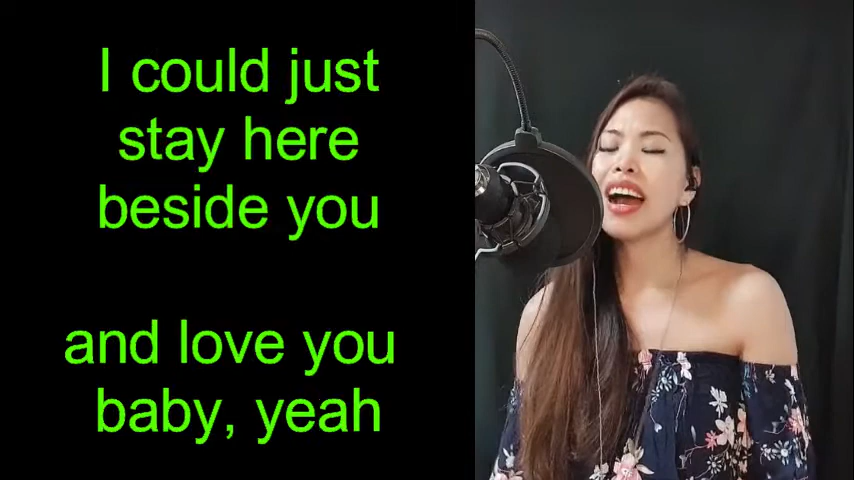 I could just
stay here
beside you
and love you
baby, yeah